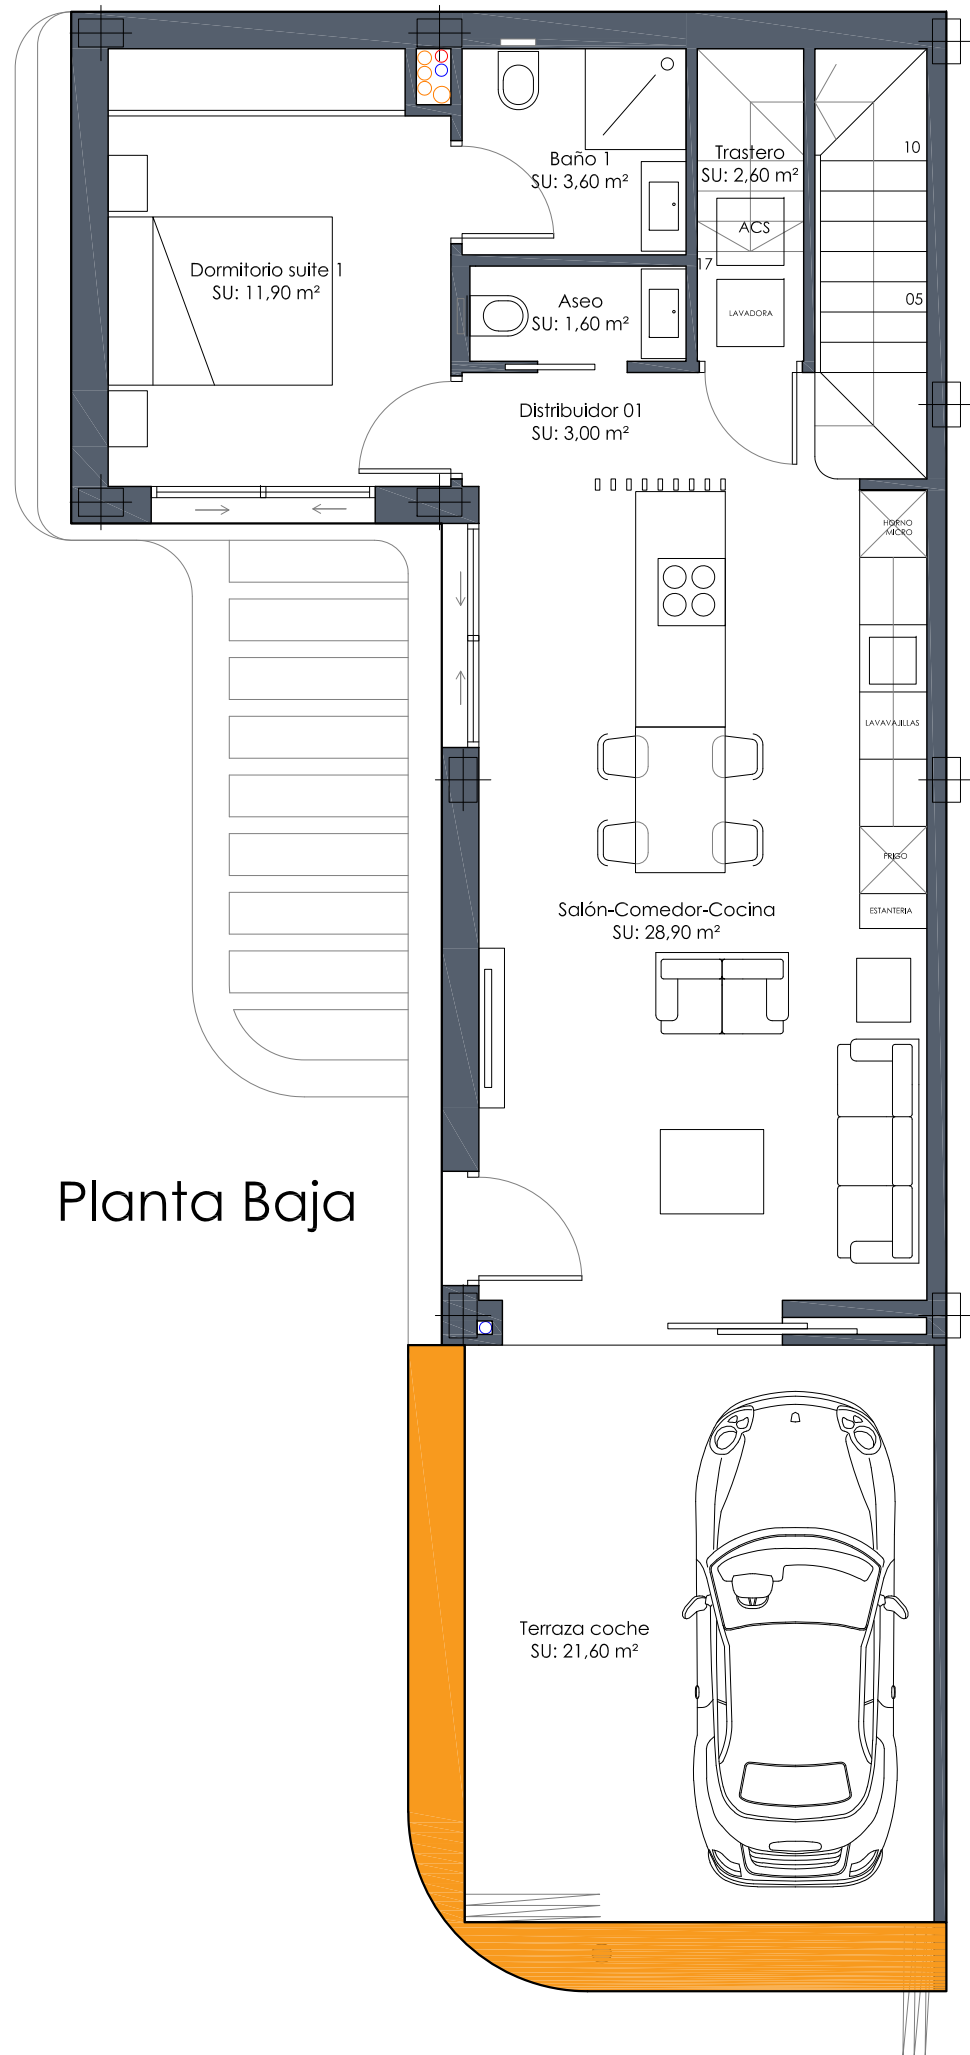 Baño 1
SU: 3,60 m²
Trastero
SU: 2,60 m²
10
ACS
17
Dormitorio suite 1
SU: 11,90 m²
Aseo
SU: 1,60 m²
LAVADORA
05
Distribuidor 01
SU: 3,00 m²
HORNO
MICRO
LAVAVAJILLAS
FRIGO
ESTANTERIA
Salón-Comedor-Cocina
SU: 28,90 m²
Planta Baja
Terraza coche
SU: 21,60 m²